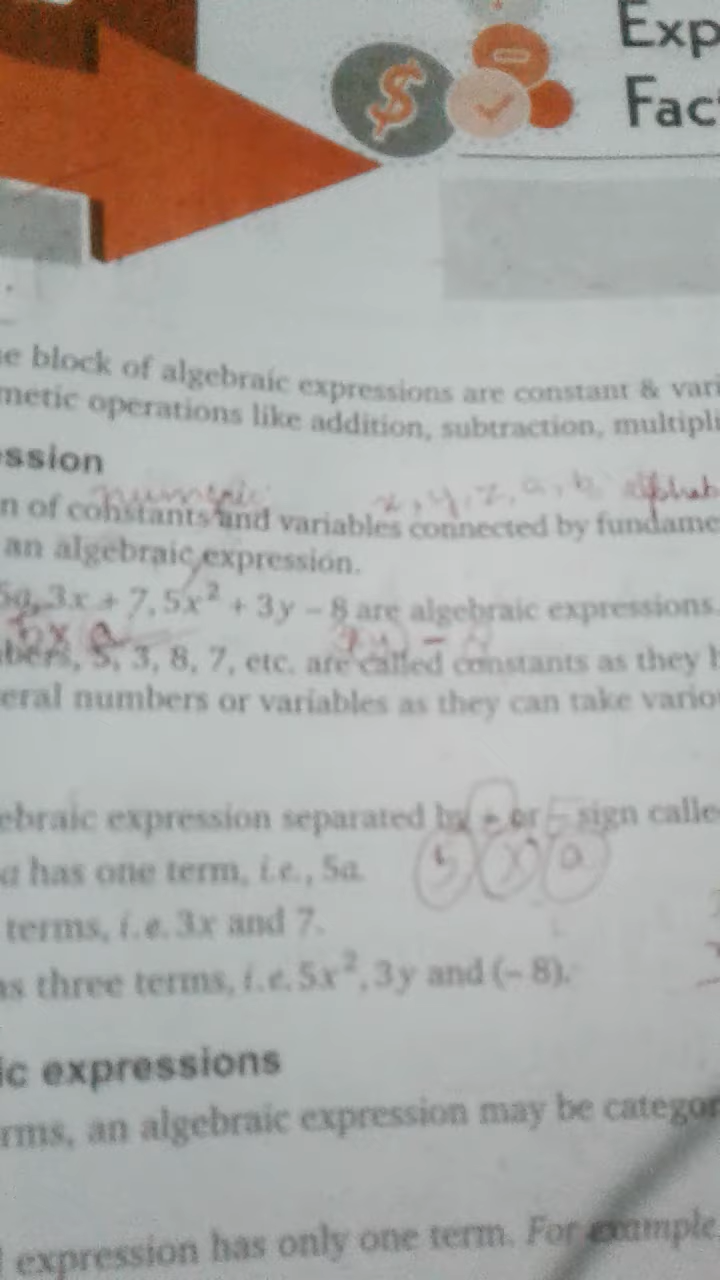 Exp
Fac
e block of algebraic expressions are constant & vari
metic operations like addition, subtraction, multipli
ssion
numeric x, y, z, a, b
n of constants and variables connected by fundame
an algebraic expression.
5a, 3x + 7, 5x² + 3y – 8 are algebraic expressions.
5 x a
bers, 5, 3, 8, 7, etc. are called constants as they h
eral numbers or variables as they can take vario
ebraic expression separated by + or – sign calle
5 x a
a has one term, i.e., 5a.
terms, i.e. 3x and 7.
as three terms, i.e. 5x², 3y and (– 8).
ic expressions
rms, an algebraic expression may be categor
l expression has only one term. For example,